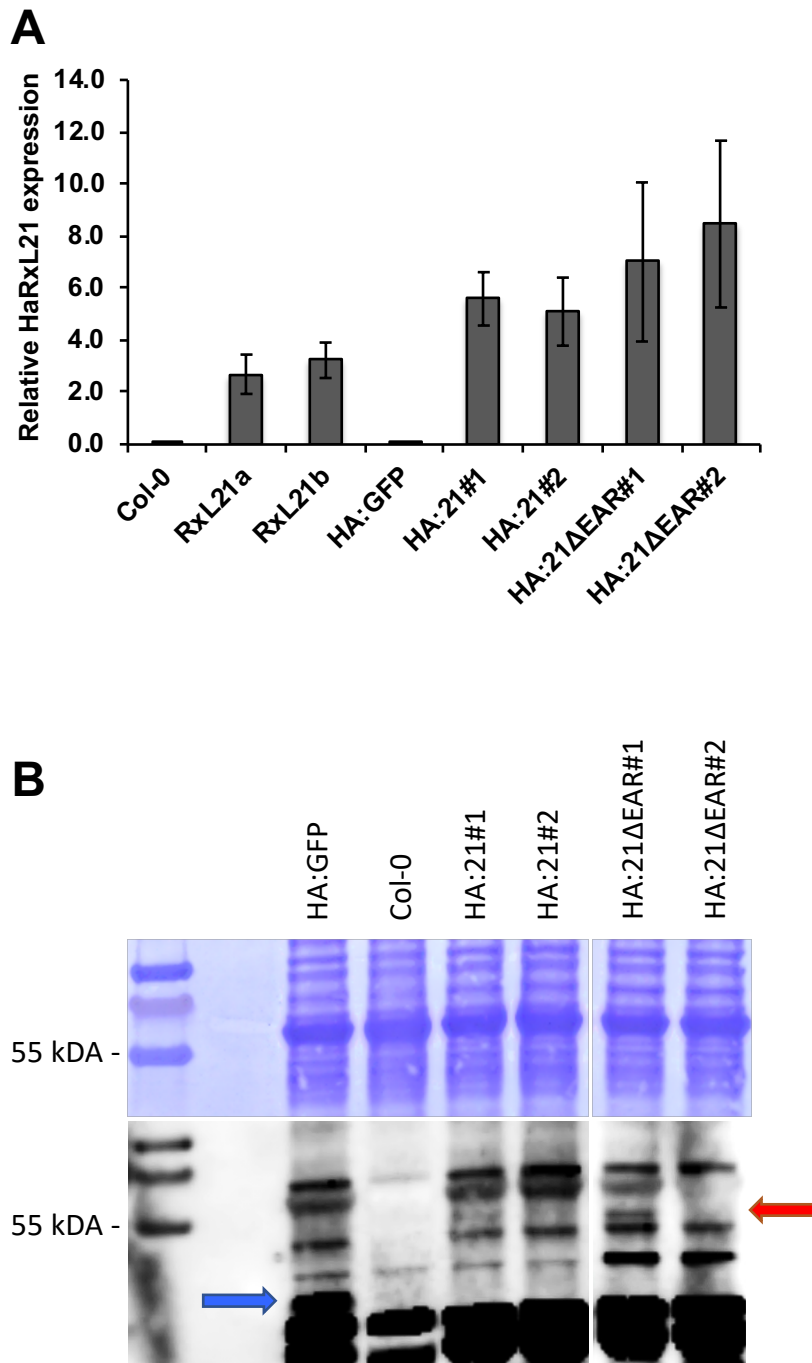 A
Relative HaRxL21 expression
14.0
12.0
10.0
8.0
6.0
4.0
2.0
0.0
Col-0
RxL21a
RxL21b
HA:GFP
HA:21#1
HA:21#2
HA:21ΔEAR#1
HA:21ΔEAR#2
B
HA:GFP
Col-0
HA:21#1
HA:21#2
HA:21ΔEAR#1
HA:21ΔEAR#2
55 kDA -
55 kDA -